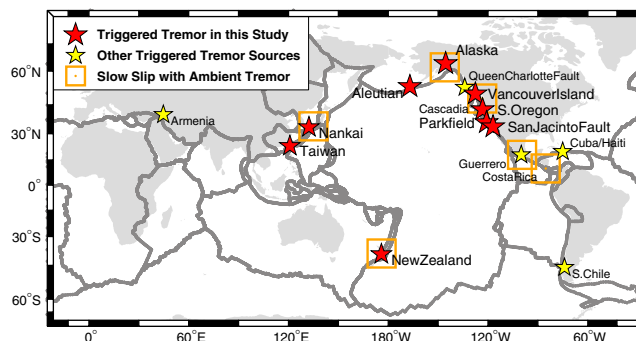 Triggered Tremor in this Study
Other Triggered Tremor Sources
Slow Slip with Ambient Tremor
Alaska
60°N
QueenCharlotteFault
Aleutian
VancouverIsland
Cascadia
S.Oregon
Armenia
Parkfield
SanJacintoFault
30°N
Nankai
Cuba/Haiti
Taiwan
Guerrero
CostaRica
0°
30°S
NewZealand
S.Chile
60°S
0°
60°E
120°E
180°W
120°W
60°W